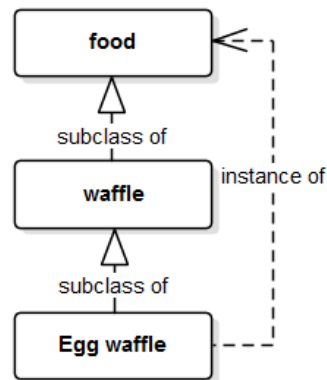 food
subclass of
waffle
instance of
subclass of
Egg waffle